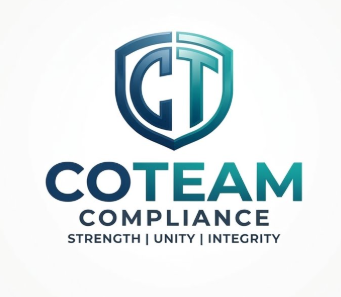 CT
COTEAM
COMPLIANCE
STRENGTH | UNITY | INTEGRITY